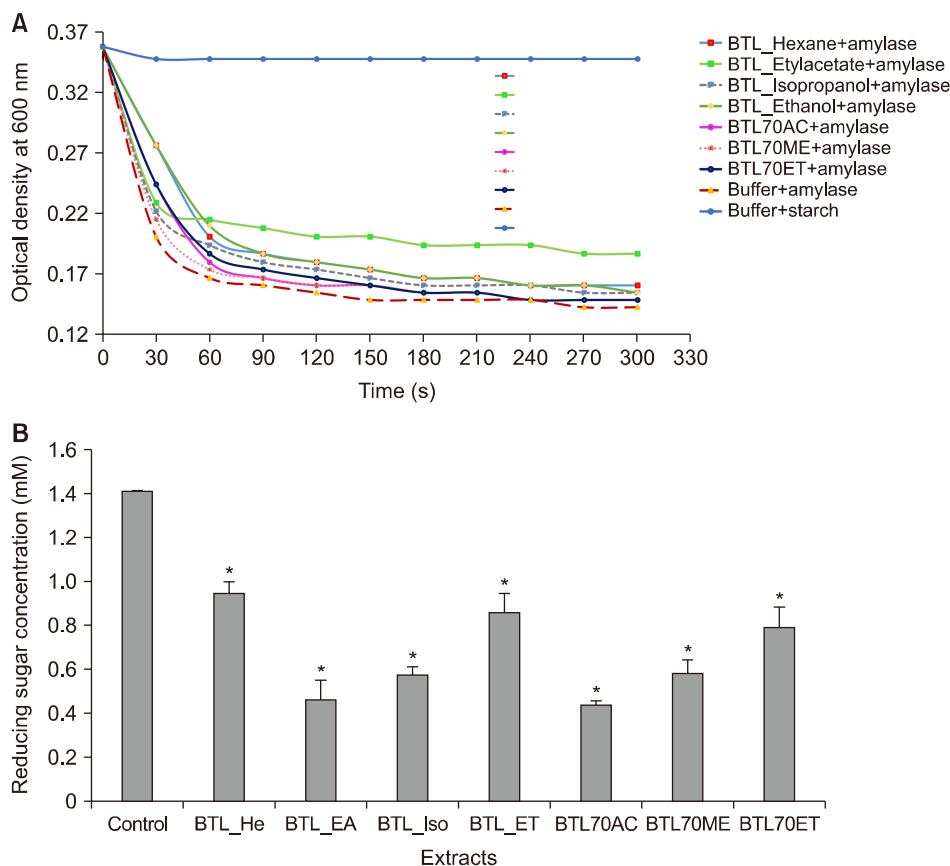 A
0.37
0.32
0.27
0.22
0.17
0.12
Optical density at 600 nm
0 30 60 90 120 150 180 210 240 270 300 330
Time (s)
BTL_Hexane+amylase
BTL_Etylacetate+amylase
BTL_Isopropanol+amylase
BTL_Ethanol+amylase
BTL70AC+amylase
BTL70ME+amylase
BTL70ET+amylase
Buffer+amylase
Buffer+starch
B
1.6
1.4
1.2
1.0
0.8
0.6
0.4
0.2
0
Reducing sugar concentration (mM)
* * * * * * *
Control BTL_He BTL_EA BTL_Iso BTL_ET BTL70AC BTL70ME BTL70ET
Extracts